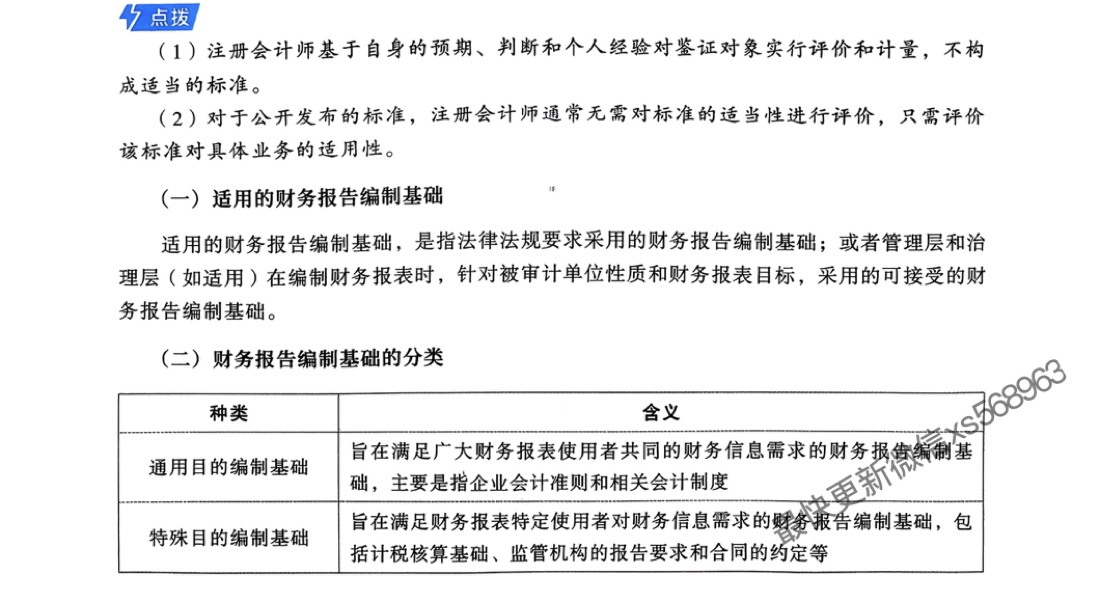 点拨
（1）注册会计师基于自身的预期、判断和个人经验对鉴证对象实行评价和计量，不构
成适当的标准。
（2）对于公开发布的标准，注册会计师通常无需对标准的适当性进行评价，只需评价
该标准对具体业务的适用性。
（一）适用的财务报告编制基础
适用的财务报告编制基础，是指法律法规要求采用的财务报告编制基础；或者管理层和治
理层（如适用）在编制财务报表时，针对被审计单位性质和财务报表目标，采用的可接受的财
务报告编制基础。
（二）财务报告编制基础的分类
种类 含义
通用目的编制基础
旨在满足广大财务报表使用者共同的财务信息需求的财务报告编制基
础，主要是指企业会计准则和相关会计制度
特殊目的编制基础
旨在满足财务报表特定使用者对财务信息需求的财务报告编制基础，包
括计税核算基础、监管机构的报告要求和合同的约定等
最快更新微信xs568963